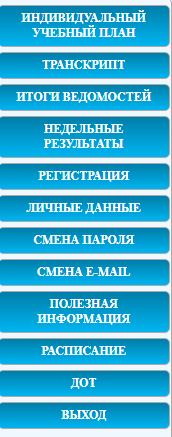 ИНДИВИДУАЛЬНЫЙ
УЧЕБНЫЙ ПЛАН
ТРАНСКРИПТ
ИТОГИ ВЕДОМОСТЕЙ
НЕДЕЛЬНЫЕ
РЕЗУЛЬТАТЫ
РЕГИСТРАЦИЯ
ЛИЧНЫЕ ДАННЫЕ
СМЕНА ПАРОЛЯ
СМЕНА E-MAIL
ПОЛЕЗНАЯ
ИНФОРМАЦИЯ
РАСПИСАНИЕ
ДОТ
ВЫХОД